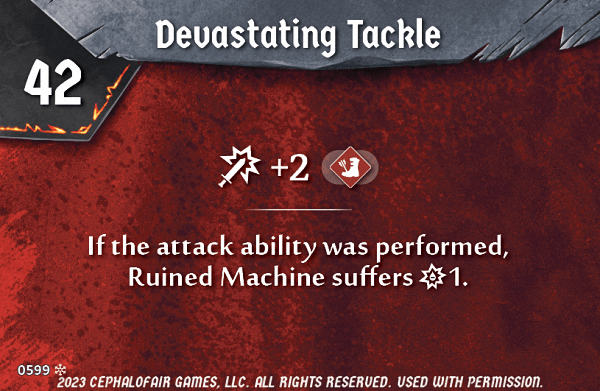 Devastating Tackle
42
+2
If the attack ability was performed,
Ruined Machine suffers 1.
0599
2023 CEPHALOFAIR GAMES, LLC. ALL RIGHTS RESERVED. USED WITH PERMISSION.